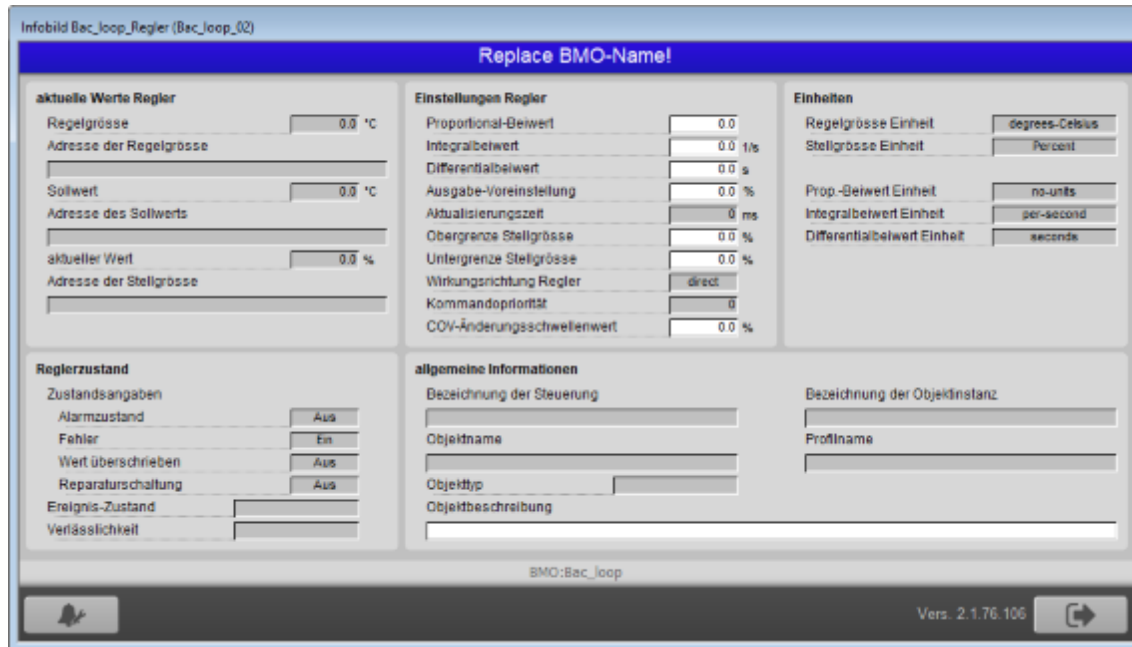 Infobild Bac_loop_Regler (Bac_loop_02)
Replace BMO-Name!
aktuelle Werte Regler
Regelgrösse 0.0 °C
Adresse der Regelgrösse
Sollwert 0.0 °C
Adresse des Sollwerts
aktueller Wert 0.0 %
Adresse der Stellgrösse
Einstellungen Regler
Proportional-Beiwert 0.0
Integralbeiwert 0.0 1/s
Differentialbeiwert 0.0 s
Ausgabe-Voreinstellung 0.0 %
Aktualisierungszeit 0 ms
Obergrenze Stellgrösse 0.0 %
Untergrenze Stellgrösse 0.0 %
Wirkungsrichtung Regler direct
Kommandopriorität 0
COV-Änderungsschwellenwert 0.0 %
Einheiten
Regelgrösse Einheit degrees-Celsius
Stellgrösse Einheit Percent
Prop.-Beiwert Einheit no-units
Integralbeiwert Einheit per-second
Differentialbeiwert Einheit seconds
Reglerzustand
Zustandsangaben
Alarmzustand Aus
Fehler Ein
Wert überschrieben Aus
Reparaturschaltung Aus
Ereignis-Zustand
Verlässlichkeit
allgemeine Informationen
Bezeichnung der Steuerung
Bezeichnung der Objektinstanz
Objektname
Profilname
Objekttyp
Objektbeschreibung
BMO:Bac_loop
Vers. 2.1.76.106